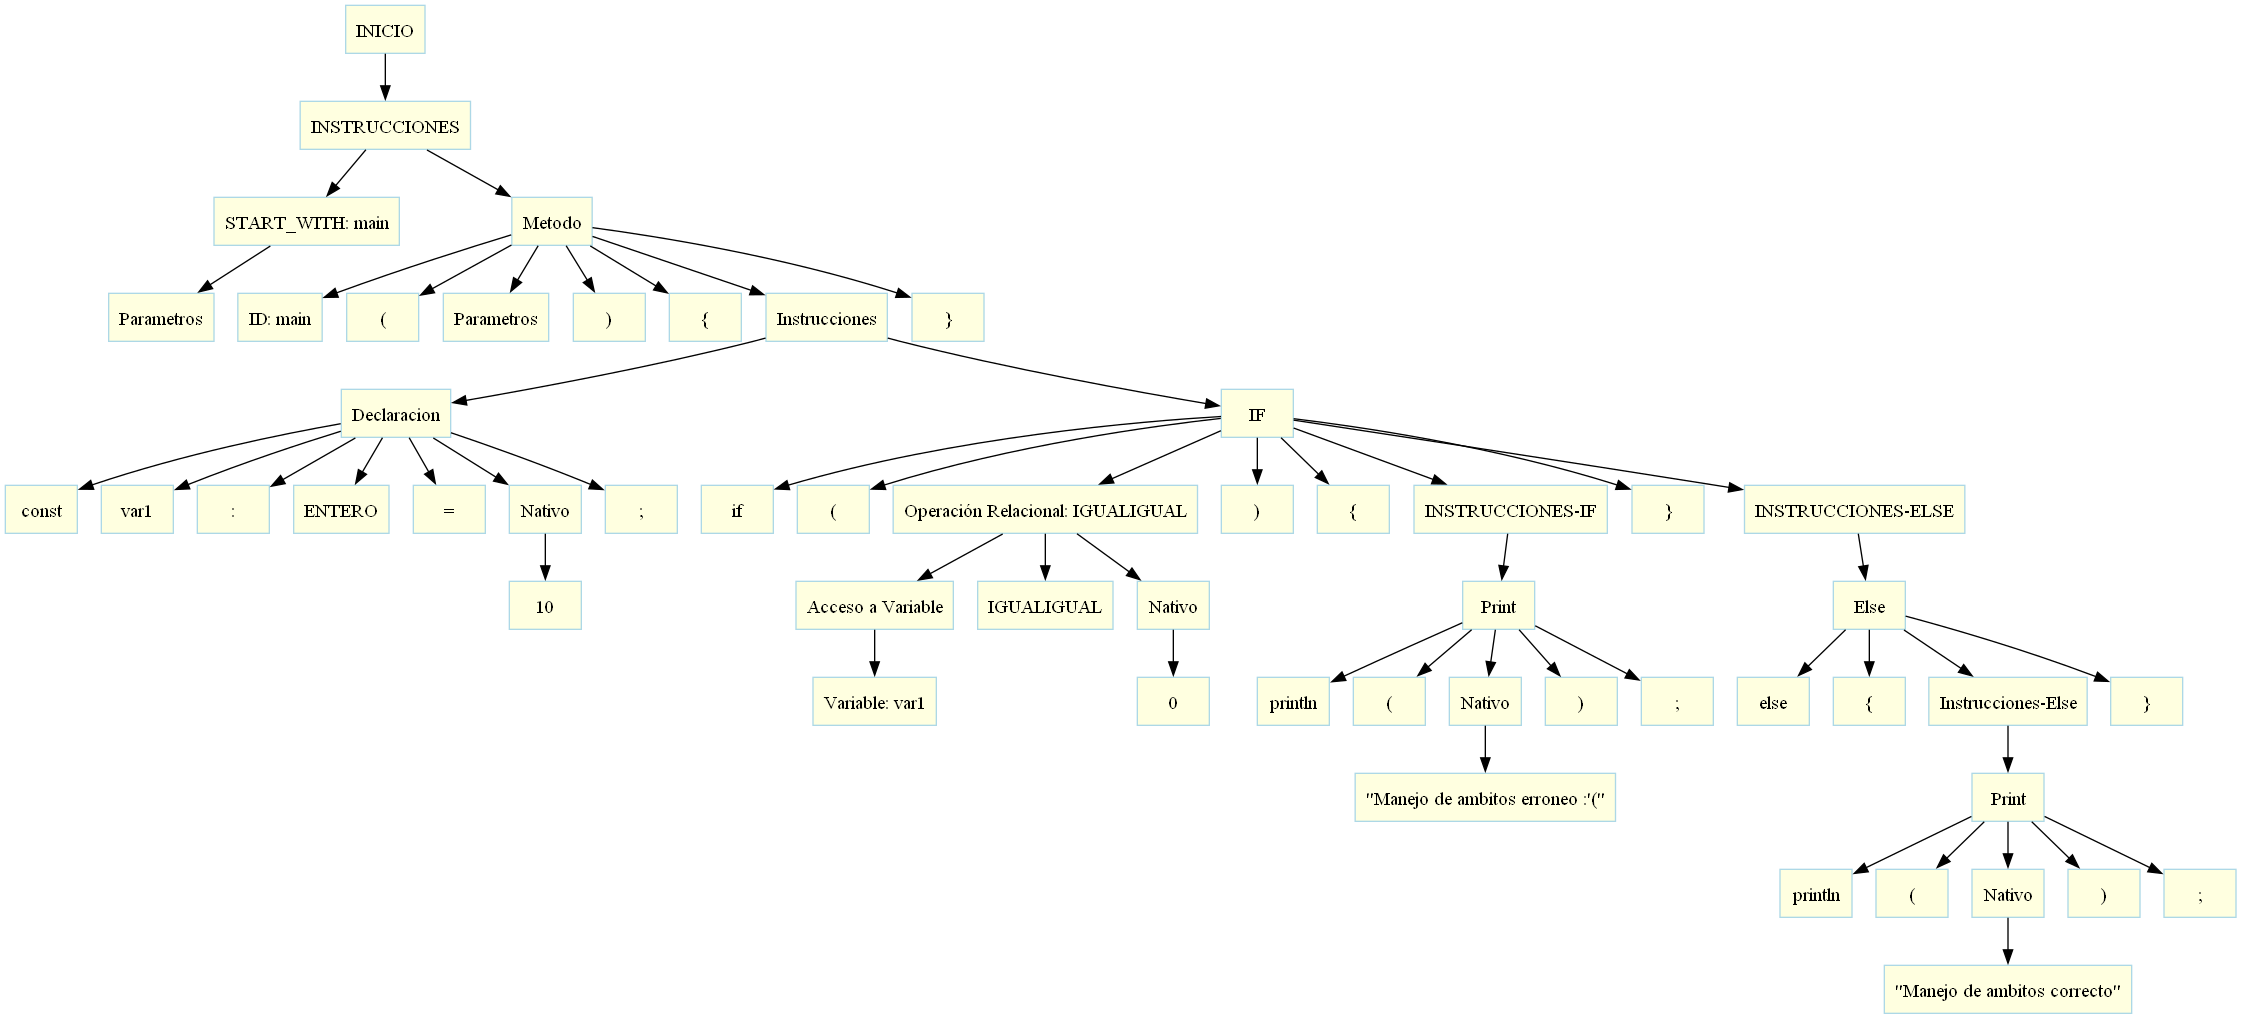 INICIO
INSTRUCCIONES
START_WITH: main
Metodo
Parametros
ID: main
(
Parametros
)
{
Instrucciones
}
Declaracion
IF
const
var1
:
ENTERO
=
Nativo
;
if
(
Operación Relacional: IGUALIGUAL
)
{
INSTRUCCIONES-IF
}
INSTRUCCIONES-ELSE
10
Acceso a Variable
IGUALIGUAL
Nativo
Print
Else
Variable: var1
0
println
(
Nativo
)
;
else
{
Instrucciones-Else
}
"Manejo de ambitos erroneo :'("
Print
println
(
Nativo
)
;
"Manejo de ambitos correcto"